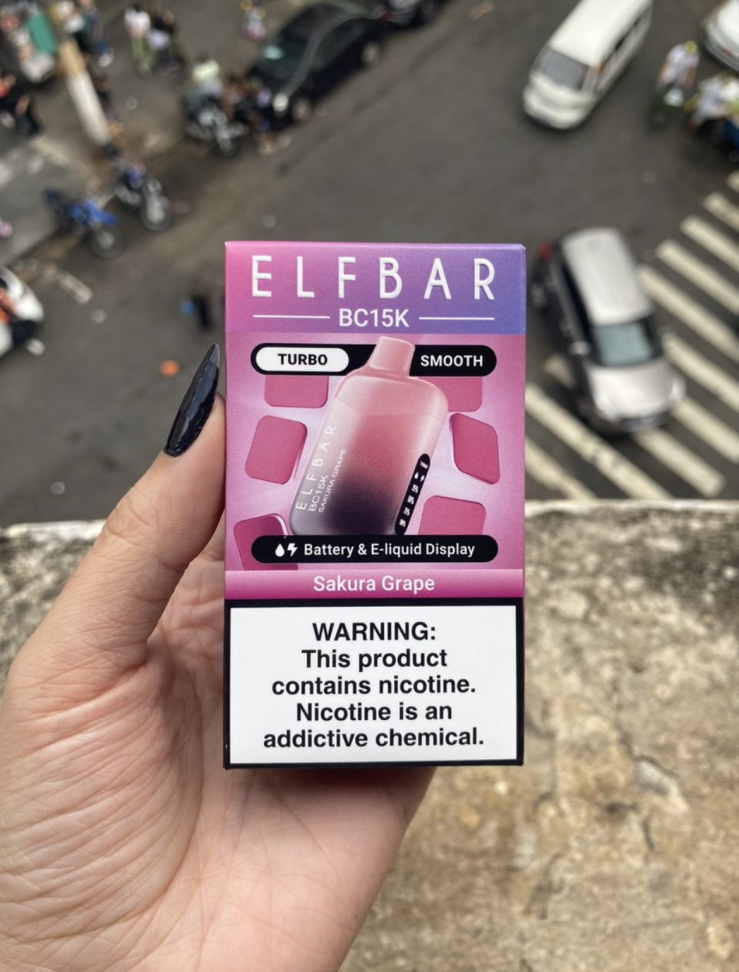 ELFBAR
BC15K
TURBO SMOOTH
ELFBAR
BC15K
SAKURA GRAPE
Battery & E-liquid Display
Sakura Grape
WARNING:
This product
contains nicotine.
Nicotine is an
addictive chemical.